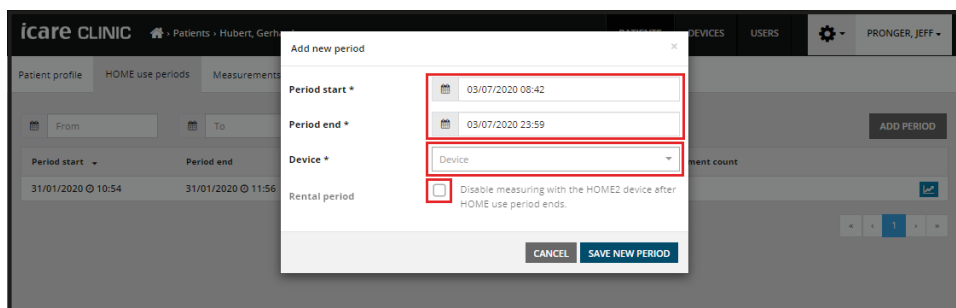 icare CLINIC
Patients › Hubert, Gerh
DEVICES
USERS
PRONGER, JEFF
Patient profile
HOME use periods
Measurements
Add new period
×
Period start *
03/07/2020 08:42
Period end *
03/07/2020 23:59
Device *
Device
Rental period
Disable measuring with the HOME2 device after
HOME use period ends.
CANCEL
SAVE NEW PERIOD
From
To
ADD PERIOD
Period start
Period end
ment count
31/01/2020 10:54
31/01/2020 11:56
« ‹ 1 › »